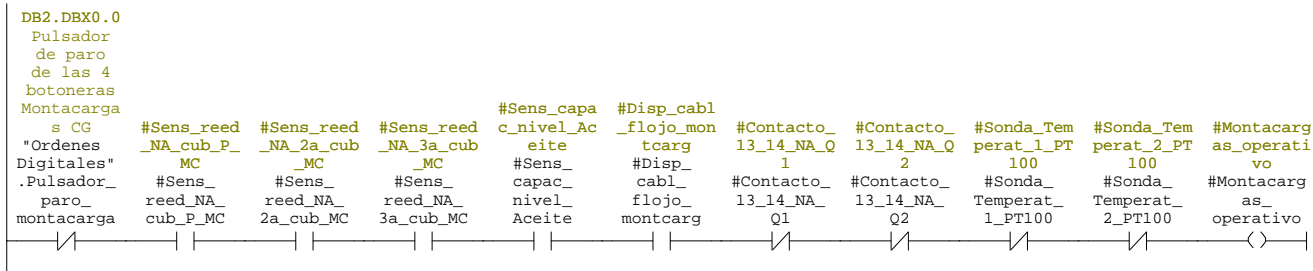 DB2.DBX0.0
Pulsador
de paro
de las 4
botoneras
Montacarga
s CG
"Ordenes
Digitales"
.Pulsador_
paro_
montacarga
#Sens_reed
_NA_cub_P_
MC
#Sens_
reed_NA_
cub_P_MC
#Sens_reed
_NA_2a_cub
_MC
#Sens_
reed_NA_
2a_cub_MC
#Sens_reed
_NA_3a_cub
_MC
#Sens_
reed_NA_
3a_cub_MC
#Sens_capa
c_nivel_Ac
eite
#Sens_
capac_
nivel_
Aceite
#Disp_cabl
_flojo_mon
tcarg
#Disp_
cabl_
flojo_
montcarg
#Contacto_
13_14_NA_Q
1
#Contacto_
13_14_NA_
Q1
#Contacto_
13_14_NA_Q
2
#Contacto_
13_14_NA_
Q2
#Sonda_Tem
perat_1_PT
100
#Sonda_
Temperat_
1_PT100
#Sonda_Tem
perat_2_PT
100
#Sonda_
Temperat_
2_PT100
#Montacarg
as_operati
vo
#Montacarg
as_
operativo